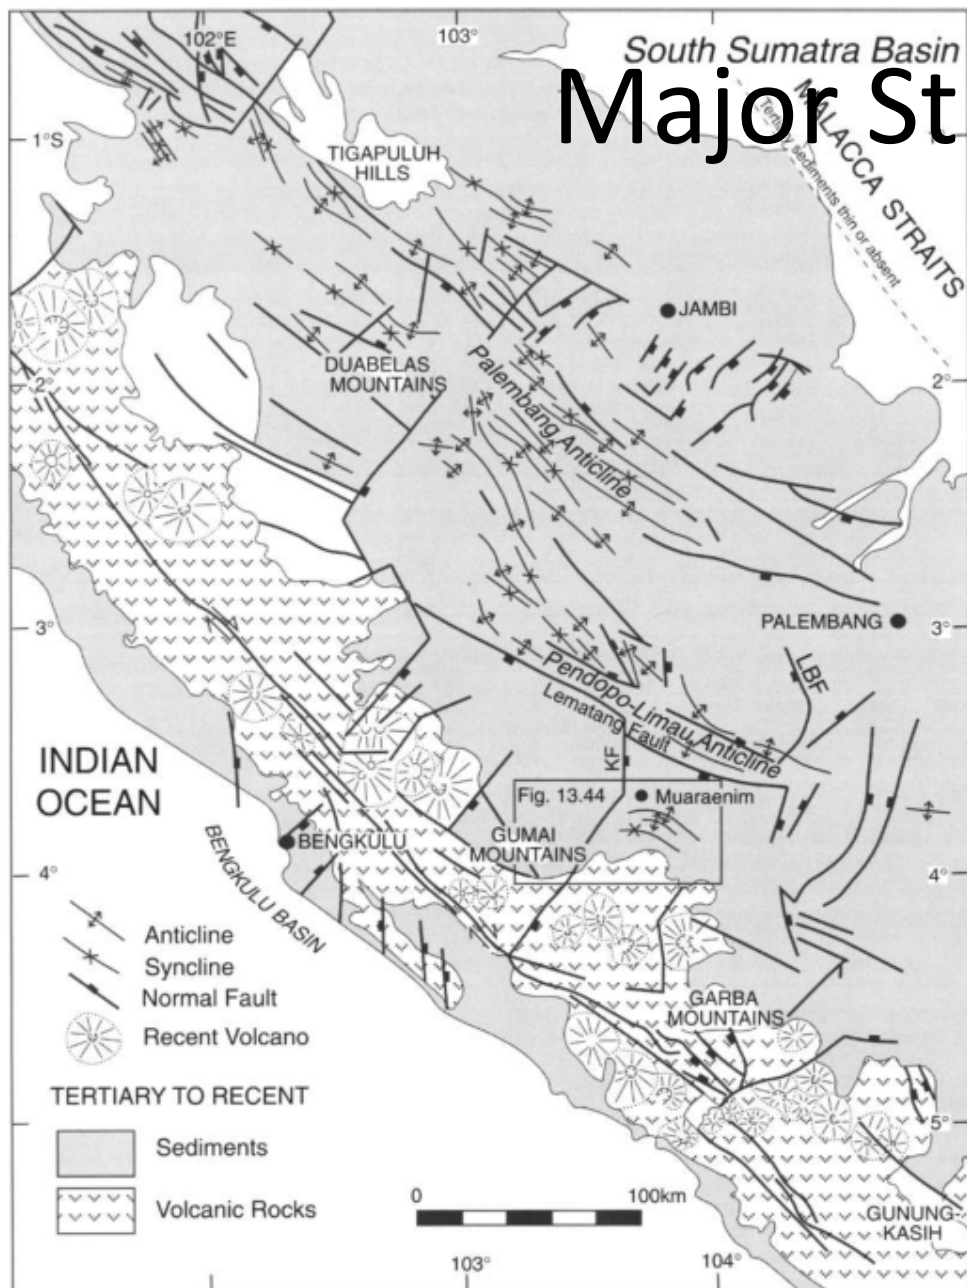 102°E
103°
South Sumatra Basin
Major St
1°S
TIGAPULUH
HILLS
MALACCA STRAITS
Tertiary sediments thin or absent
JAMBI
DUABELAS
MOUNTAINS
Palembang Anticline
2°
2°
PALEMBANG
3°
3°
LBF
Pendopo-Limau Anticline
Lematang Fault
KF
INDIAN
OCEAN
Fig. 13.44
Muaraenim
BENGKULU
GUMAI
MOUNTAINS
BENGKULU BASIN
4°
4°
Anticline
Syncline
Normal Fault
Recent Volcano
GARBA
MOUNTAINS
TERTIARY TO RECENT
Sediments
Volcanic Rocks
5°
0
100km
GUNUNG
KASIH
103°
104°